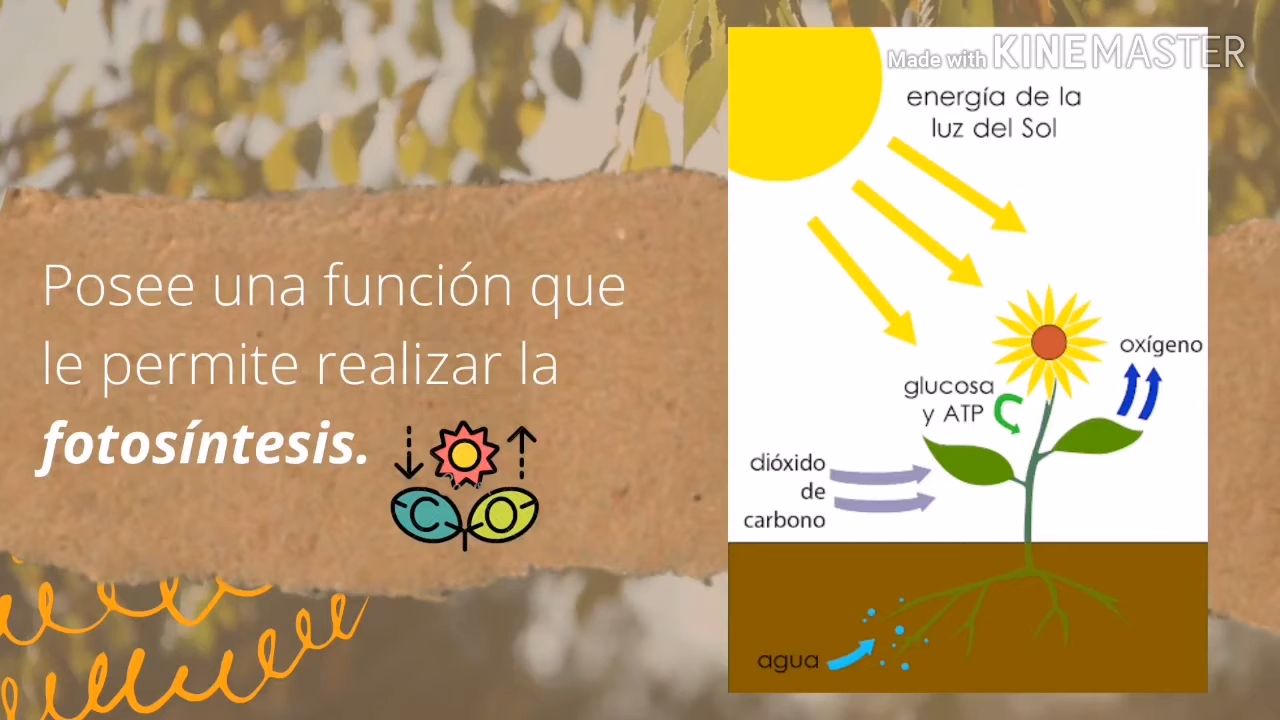 Made with KINEMASTER
energía de la
luz del Sol
Posee una función que
le permite realizar la
fotosíntesis.
C O
oxígeno
glucosa
y ATP
dióxido
de
carbono
agua